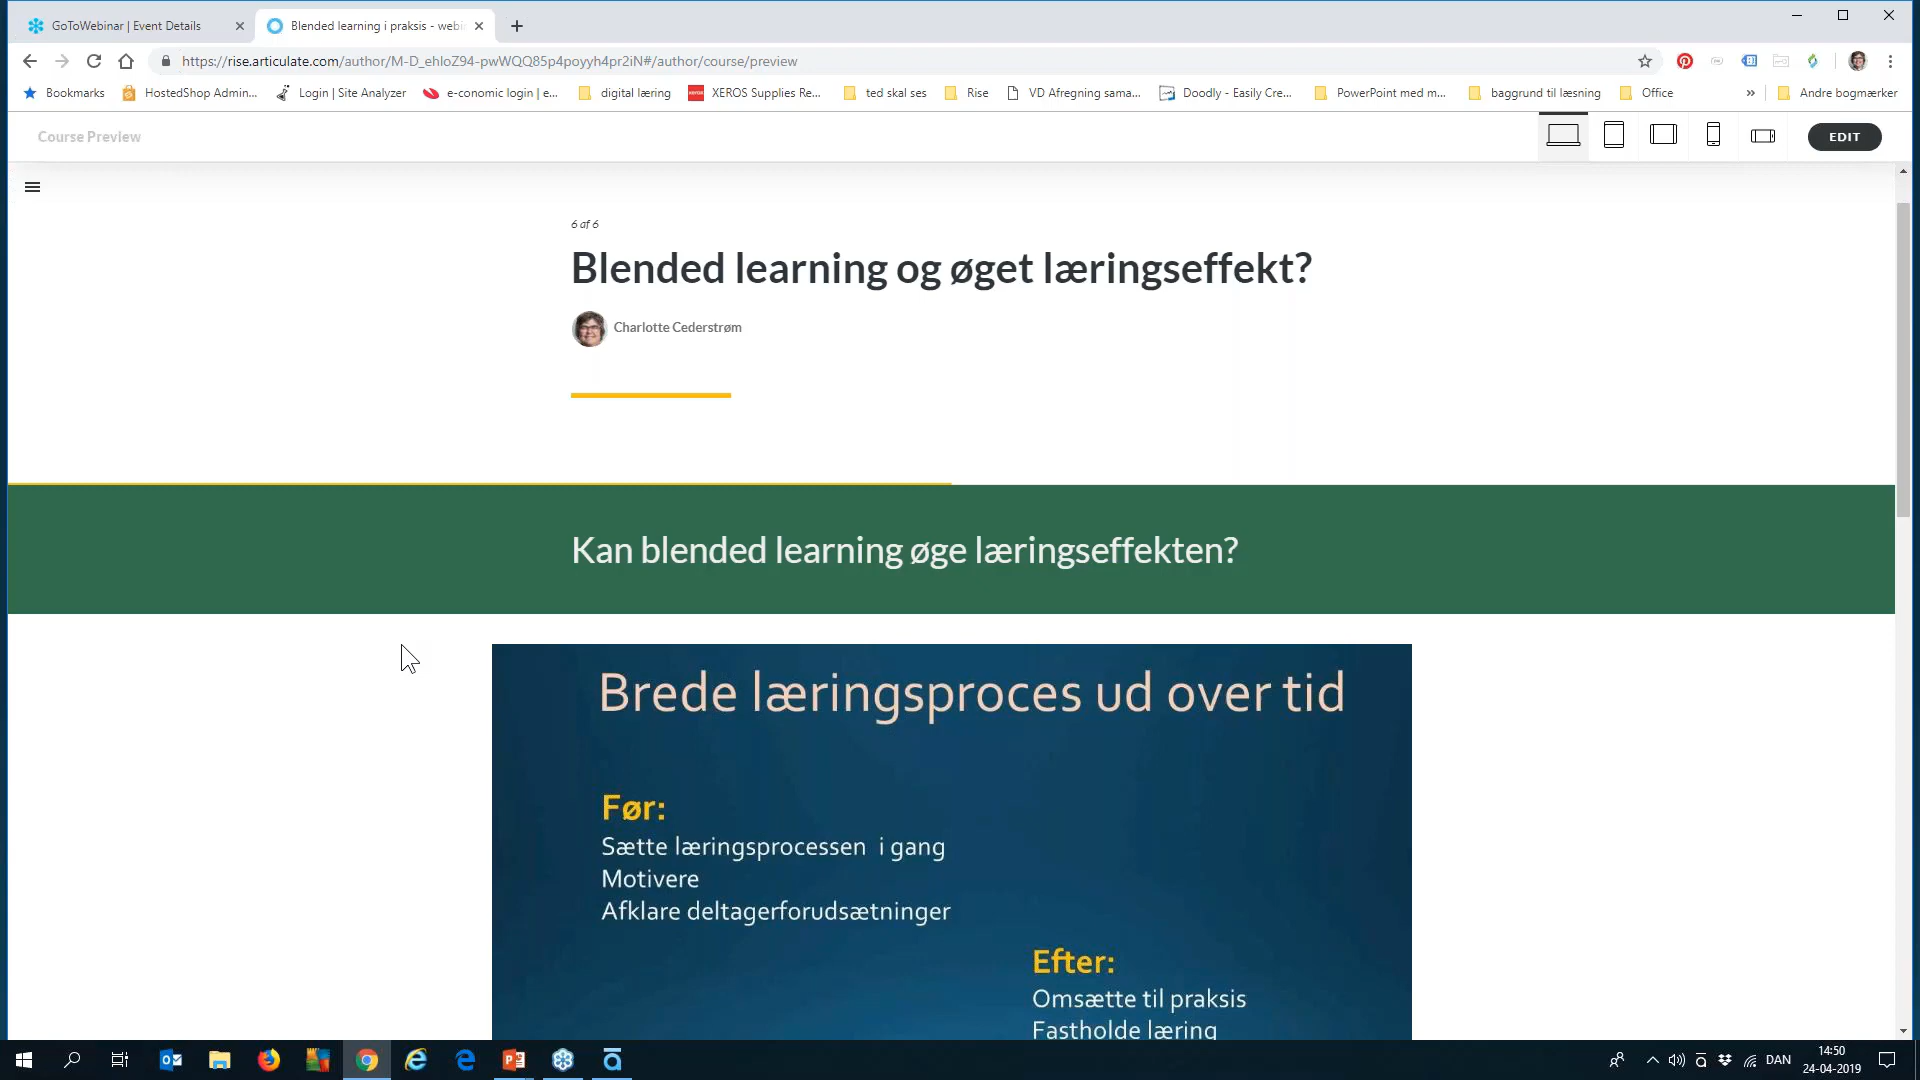 GoToWebinar | Event Details
Blended learning i praksis - webi
https://rise.articulate.com/author/M-D_ehloZ94-pwWQQ85p4poyyh4pr2iN#/author/course/preview
Bookmarks
HostedShop Admin...
Login | Site Analyzer
e-conomic login | e...
digital læring
XEROS Supplies Re...
ted skal ses
Rise
VD Afregning sama...
Doodly - Easily Cre...
PowerPoint med m...
baggrund til læsning
Office
»
Andre bogmærker
Course Preview
EDIT
6 af 6
Blended learning og øget læringseffekt?
Charlotte Cederstrøm
Kan blended learning øge læringseffekten?
Brede læringsproces ud over tid
Før:
Sætte læringsprocessen i gang
Motivere
Afklare deltagerforudsætninger
Efter:
Omsætte til praksis
Fastholde læring
DAN
14:50
24-04-2019